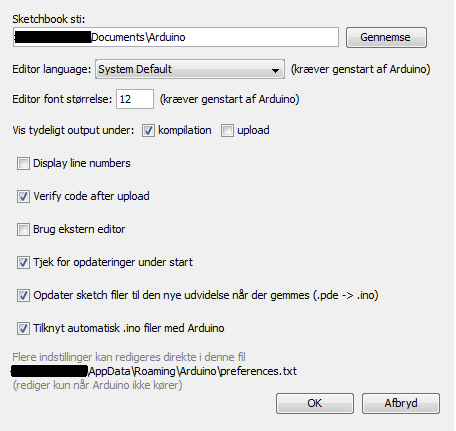 Sketchbook sti:
Documents\Arduino
Gennemse
Editor language: System Default (kræver genstart af Arduino)
Editor font størrelse: 12 (kræver genstart af Arduino)
Vis tydeligt output under: kompilation upload
Display line numbers
Verify code after upload
Brug ekstern editor
Tjek for opdateringer under start
Opdater sketch filer til den nye udvidelse når der gemmes (.pde -> .ino)
Tilknyt automatisk .ino filer med Arduino
Flere indstillinger kan redigeres direkte i denne fil
\AppData\Roaming\Arduino\preferences.txt
(rediger kun når Arduino ikke kører)
OK Afbryd